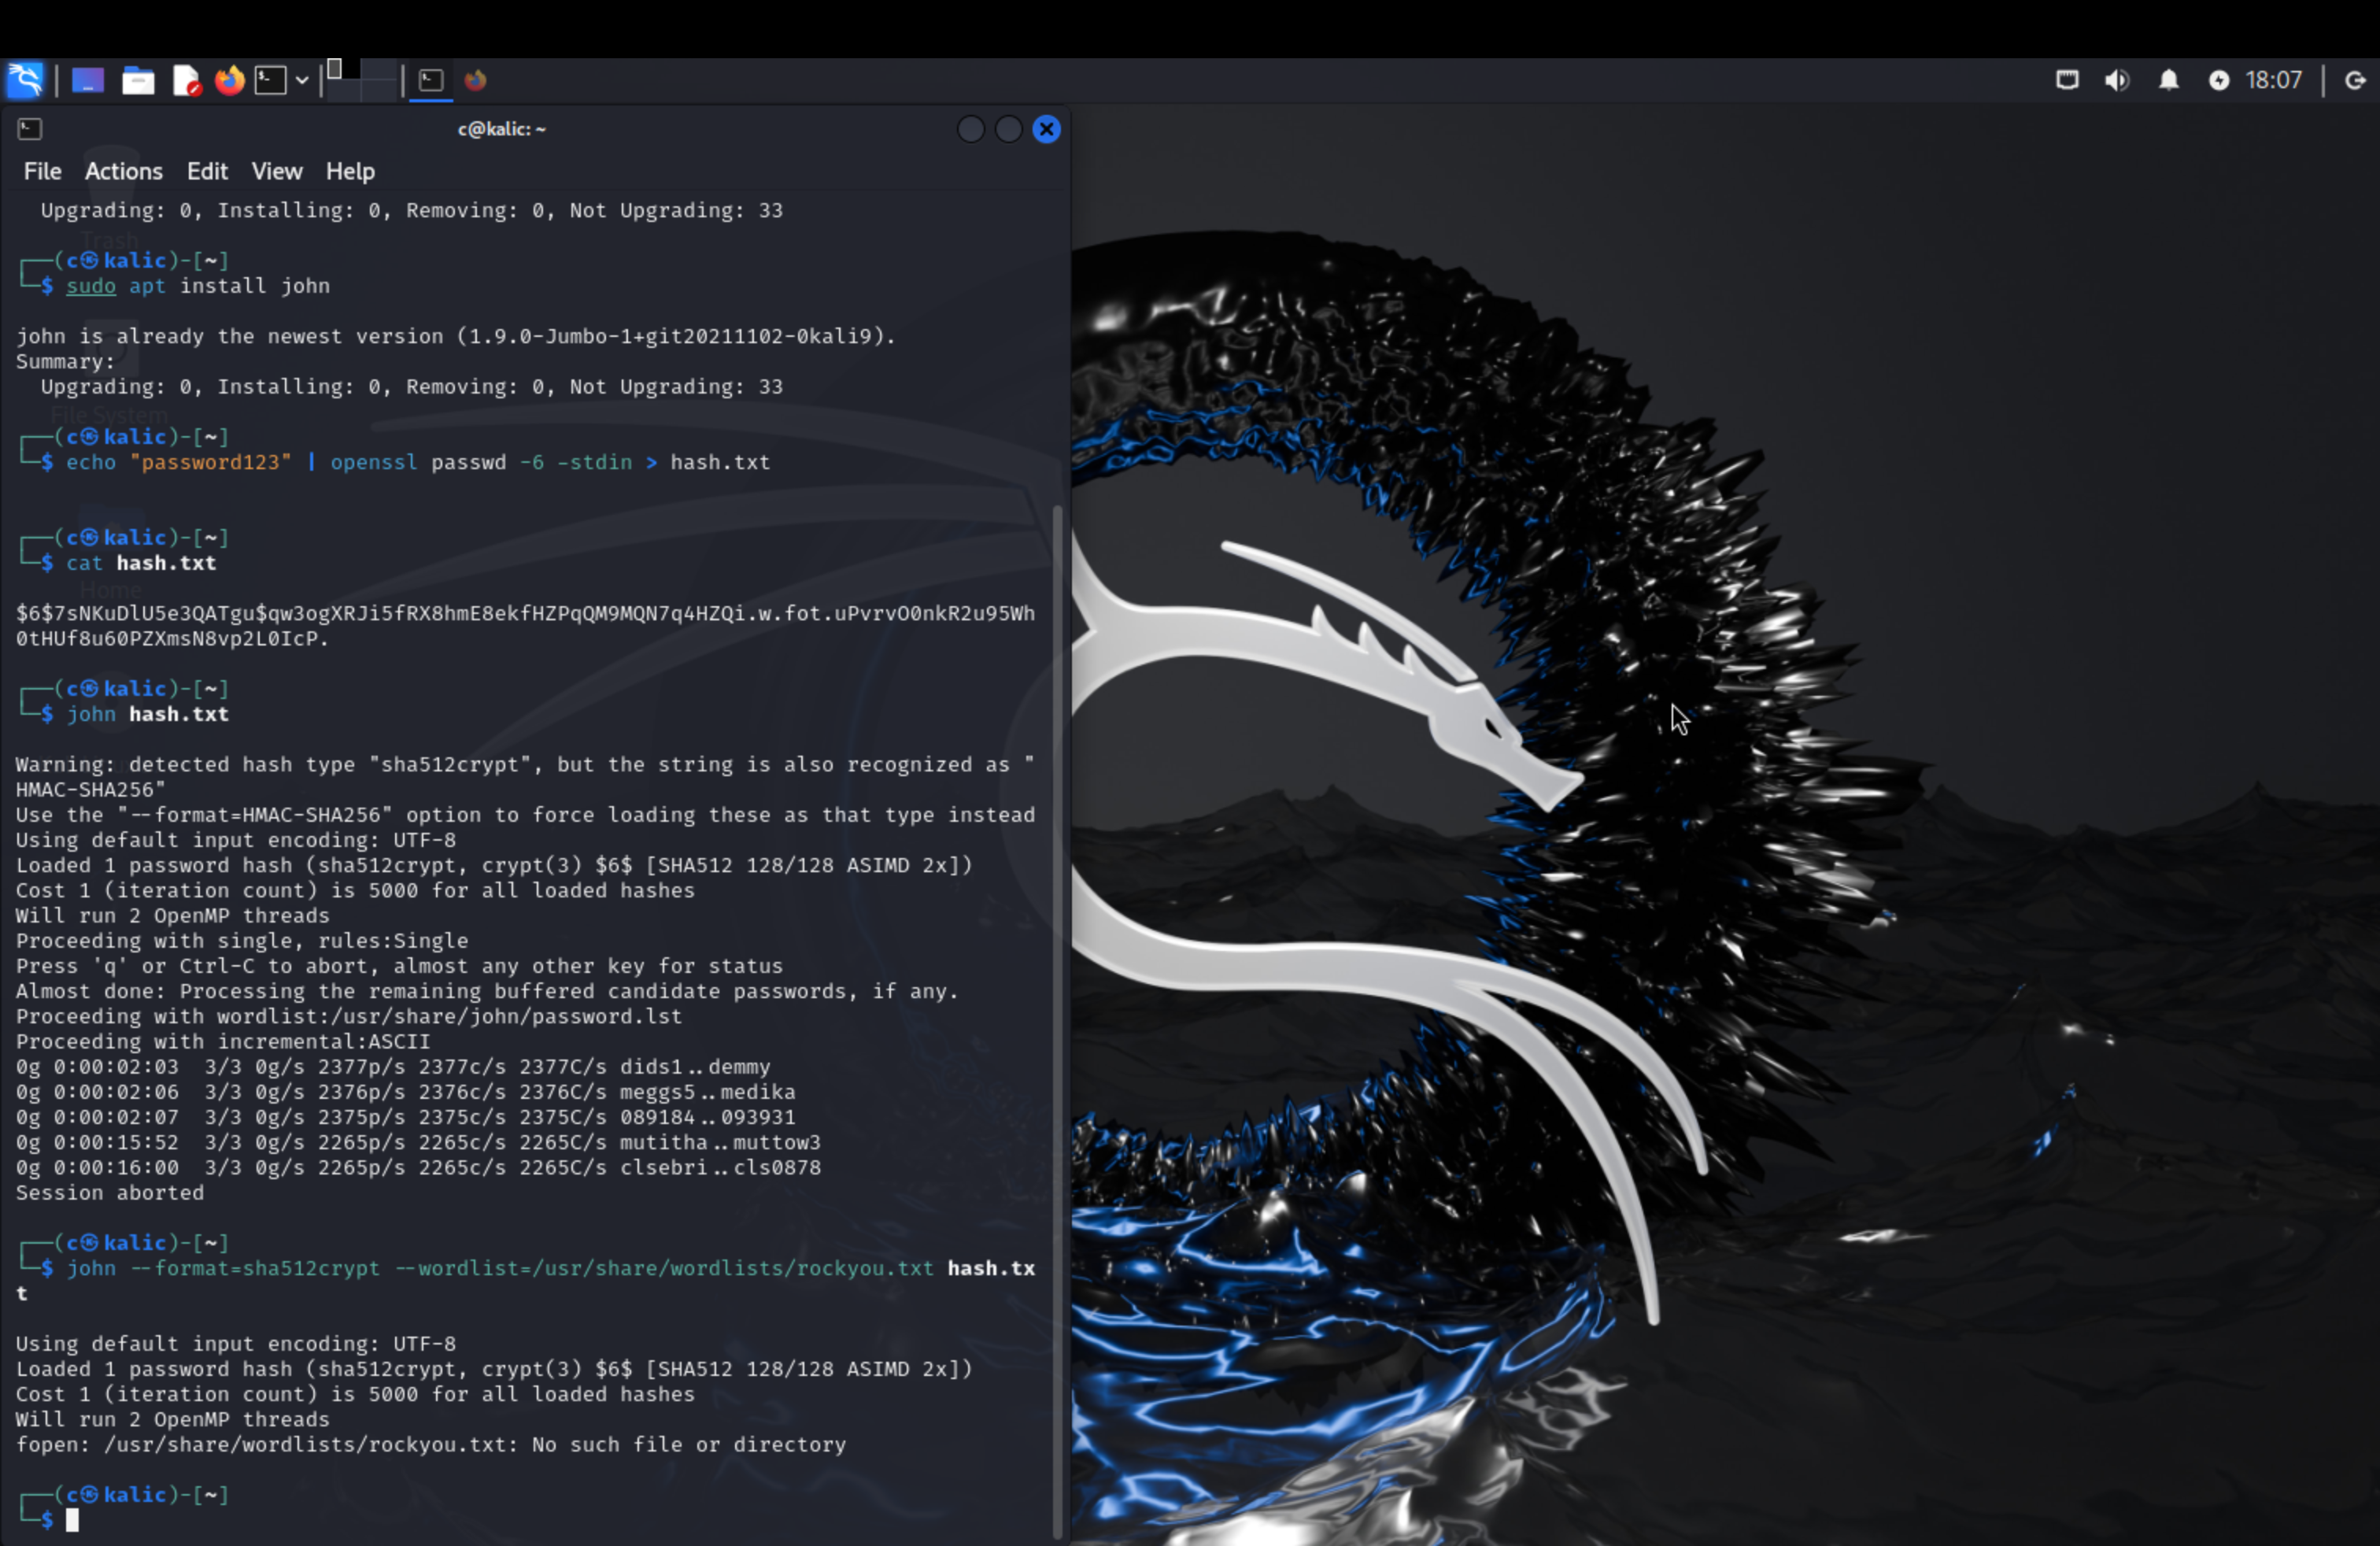 18:07
c@kalic: ~
File Actions Edit View Help
Upgrading: 0, Installing: 0, Removing: 0, Not Upgrading: 33
Trash
(c㉿kalic)-[~]
$ sudo apt install john
john is already the newest version (1.9.0-Jumbo-1+git20211102-0kali9).
Summary:
Upgrading: 0, Installing: 0, Removing: 0, Not Upgrading: 33
File System
(c㉿kalic)-[~]
$ echo "password123" | openssl passwd -6 -stdin > hash.txt
(c㉿kalic)-[~]
$ cat hash.txt
Home
$6$7sNKuDlU5e3QATgu$qw3ogXRJi5fRX8hmE8ekfHZPqQM9MQN7q4HZQi.w.fot.uPvrvO0nkR2u95Wh
0tHUf8u60PZXmsN8vp2L0IcP.
(c㉿kalic)-[~]
$ john hash.txt
Warning: detected hash type "sha512crypt", but the string is also recognized as "
HMAC-SHA256"
Use the "--format=HMAC-SHA256" option to force loading these as that type instead
Using default input encoding: UTF-8
Loaded 1 password hash (sha512crypt, crypt(3) $6$ [SHA512 128/128 ASIMD 2x])
Cost 1 (iteration count) is 5000 for all loaded hashes
Will run 2 OpenMP threads
Proceeding with single, rules:Single
Press 'q' or Ctrl-C to abort, almost any other key for status
Almost done: Processing the remaining buffered candidate passwords, if any.
Proceeding with wordlist:/usr/share/john/password.lst
Proceeding with incremental:ASCII
0g 0:00:02:03  3/3 0g/s 2377p/s 2377c/s 2377C/s dids1..demmy
0g 0:00:02:06  3/3 0g/s 2376p/s 2376c/s 2376C/s meggs5..medika
0g 0:00:02:07  3/3 0g/s 2375p/s 2375c/s 2375C/s 089184..093931
0g 0:00:15:52  3/3 0g/s 2265p/s 2265c/s 2265C/s mutitha..muttow3
0g 0:00:16:00  3/3 0g/s 2265p/s 2265c/s 2265C/s clsebri..cls0878
Session aborted
(c㉿kalic)-[~]
$ john --format=sha512crypt --wordlist=/usr/share/wordlists/rockyou.txt hash.tx
t
Using default input encoding: UTF-8
Loaded 1 password hash (sha512crypt, crypt(3) $6$ [SHA512 128/128 ASIMD 2x])
Cost 1 (iteration count) is 5000 for all loaded hashes
Will run 2 OpenMP threads
fopen: /usr/share/wordlists/rockyou.txt: No such file or directory
(c㉿kalic)-[~]
$